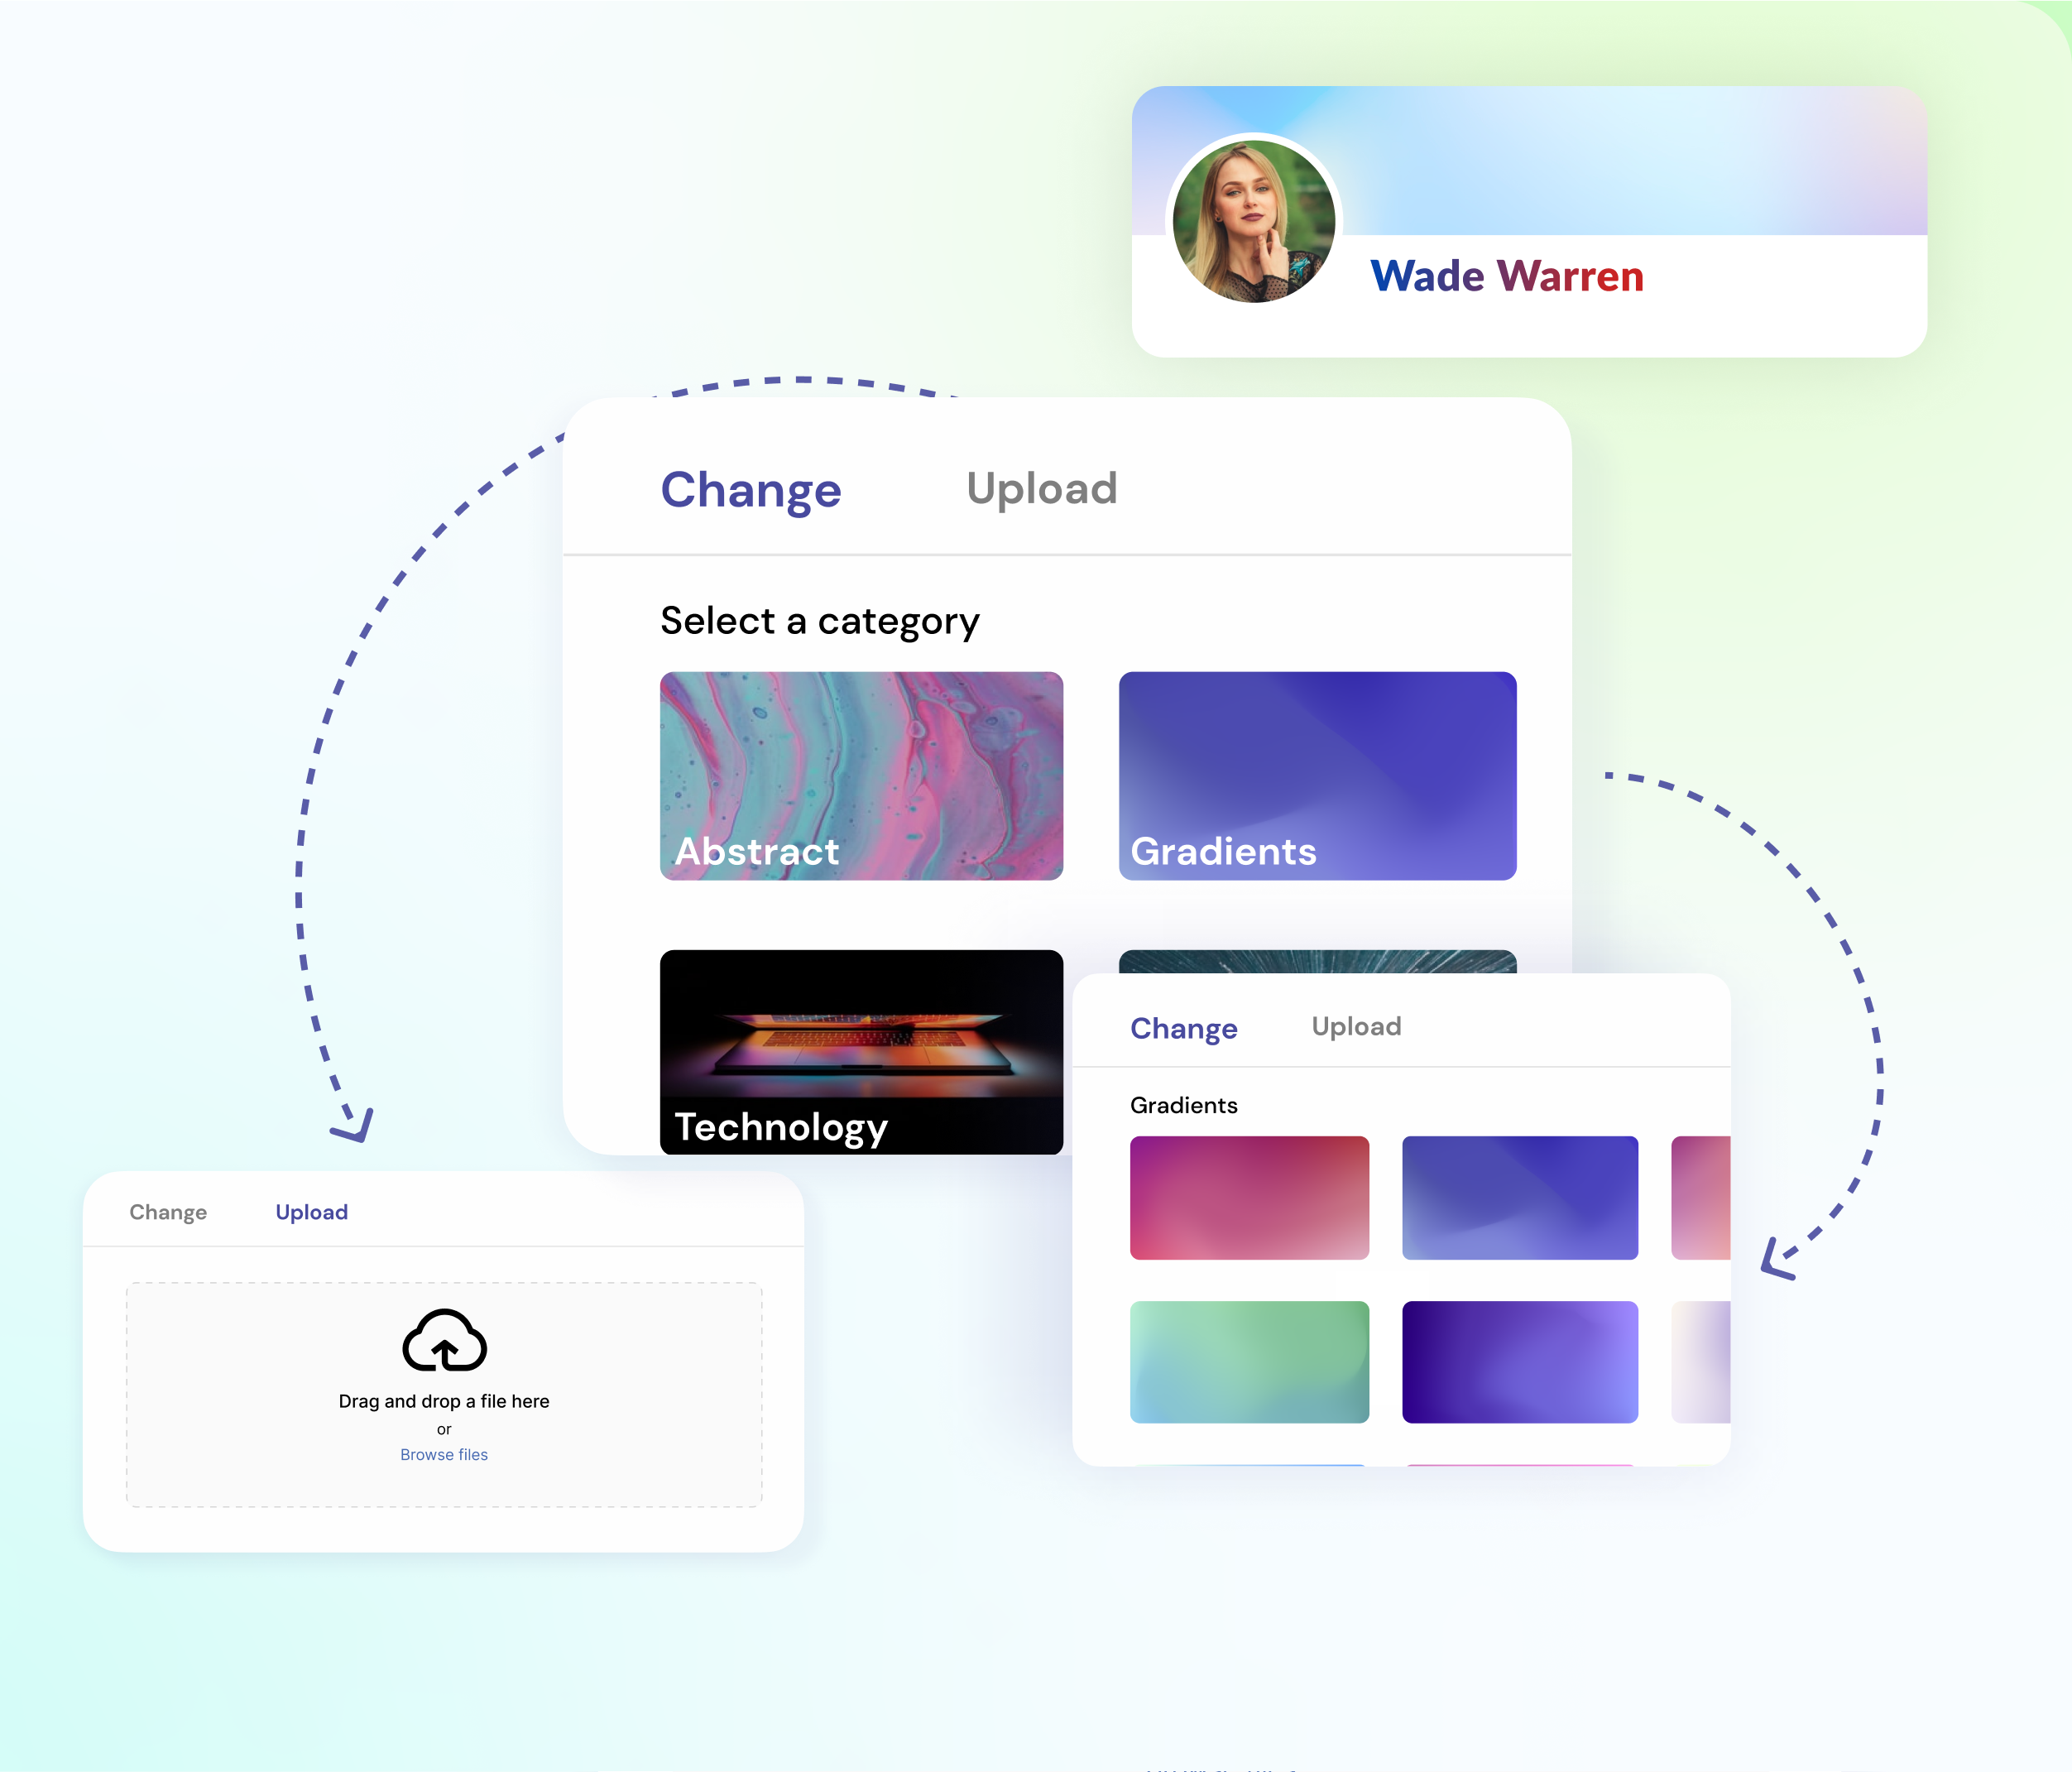 Wade Warren
Change Upload
Select a category
Abstract Gradients
Technology
Change Upload
Gradients
Change Upload
Drag and drop a file here
or
Browse files